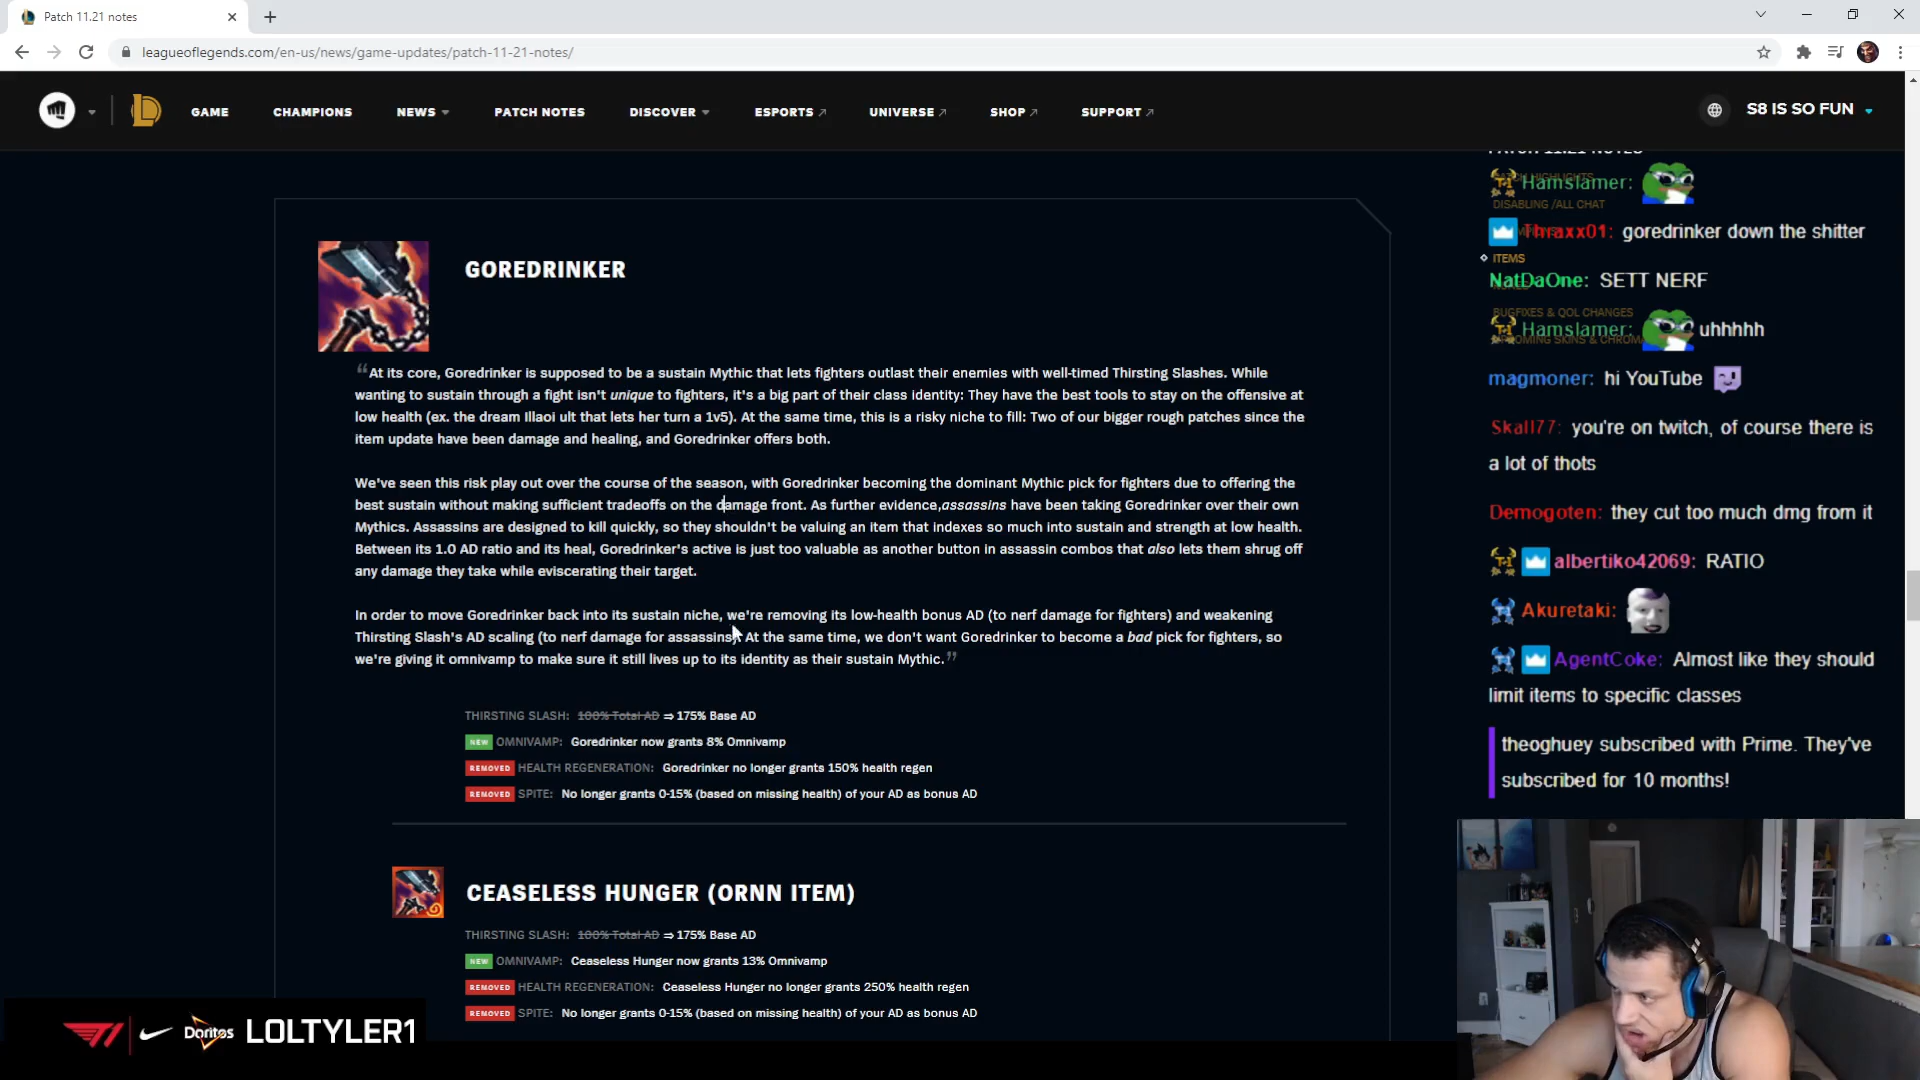 Patch 11.21 notes
leagueoflegends.com/en-us/news/game-updates/patch-11-21-notes/
GAME CHAMPIONS NEWS PATCH NOTES DISCOVER ESPORTS UNIVERSE SHOP SUPPORT S8 IS SO FUN
GOREDRINKER
“At its core, Goredrinker is supposed to be a sustain Mythic that lets fighters outlast their enemies with well-timed Thirsting Slashes. While
wanting to sustain through a fight isn't unique to fighters, it's a big part of their class identity: They have the best tools to stay on the offensive at
low health (ex. the dream Illaoi ult that lets her turn a 1v5). At the same time, this is a risky niche to fill: Two of our bigger rough patches since the
item update have been damage and healing, and Goredrinker offers both.
We've seen this risk play out over the course of the season, with Goredrinker becoming the dominant Mythic pick for fighters due to offering the
best sustain without making sufficient tradeoffs on the damage front. As further evidence,assassins have been taking Goredrinker over their own
Mythics. Assassins are designed to kill quickly, so they shouldn't be valuing an item that indexes so much into sustain and strength at low health.
Between its 1.0 AD ratio and its heal, Goredrinker's active is just too valuable as another button in assassin combos that also lets them shrug off
any damage they take while eviscerating their target.
In order to move Goredrinker back into its sustain niche, we're removing its low-health bonus AD (to nerf damage for fighters) and weakening
Thirsting Slash's AD scaling (to nerf damage for assassins). At the same time, we don't want Goredrinker to become a bad pick for fighters, so
we're giving it omnivamp to make sure it still lives up to its identity as their sustain Mythic.”
THIRSTING SLASH: 100% Total AD ⇒ 175% Base AD
NEW OMNIVAMP: Goredrinker now grants 8% Omnivamp
REMOVED HEALTH REGENERATION: Goredrinker no longer grants 150% health regen
REMOVED SPITE: No longer grants 0-15% (based on missing health) of your AD as bonus AD
CEASELESS HUNGER (ORNN ITEM)
THIRSTING SLASH: 100% Total AD ⇒ 175% Base AD
NEW OMNIVAMP: Ceaseless Hunger now grants 13% Omnivamp
REMOVED HEALTH REGENERATION: Ceaseless Hunger no longer grants 250% health regen
REMOVED SPITE: No longer grants 0-15% (based on missing health) of your AD as bonus AD
PATCH 11.21 NOTES
PATCH HIGHLIGHTS
Hamslamer:
DISABLING /ALL CHAT
Thraxx01: goredrinker down the shitter
ITEMS
NatDaOne: SETT NERF
BUGFIXES & QOL CHANGES
Hamslamer: uhhhhh
UPCOMING SKINS & CHROMAS
magmoner: hi YouTube
Skall77: you're on twitch, of course there is
a lot of thots
Demogoten: they cut too much dmg from it
albertiko42069: RATIO
Akuretaki:
AgentCoke: Almost like they should
limit items to specific classes
theoghuey subscribed with Prime. They've
subscribed for 10 months!
T1 Doritos LOLTYLER1